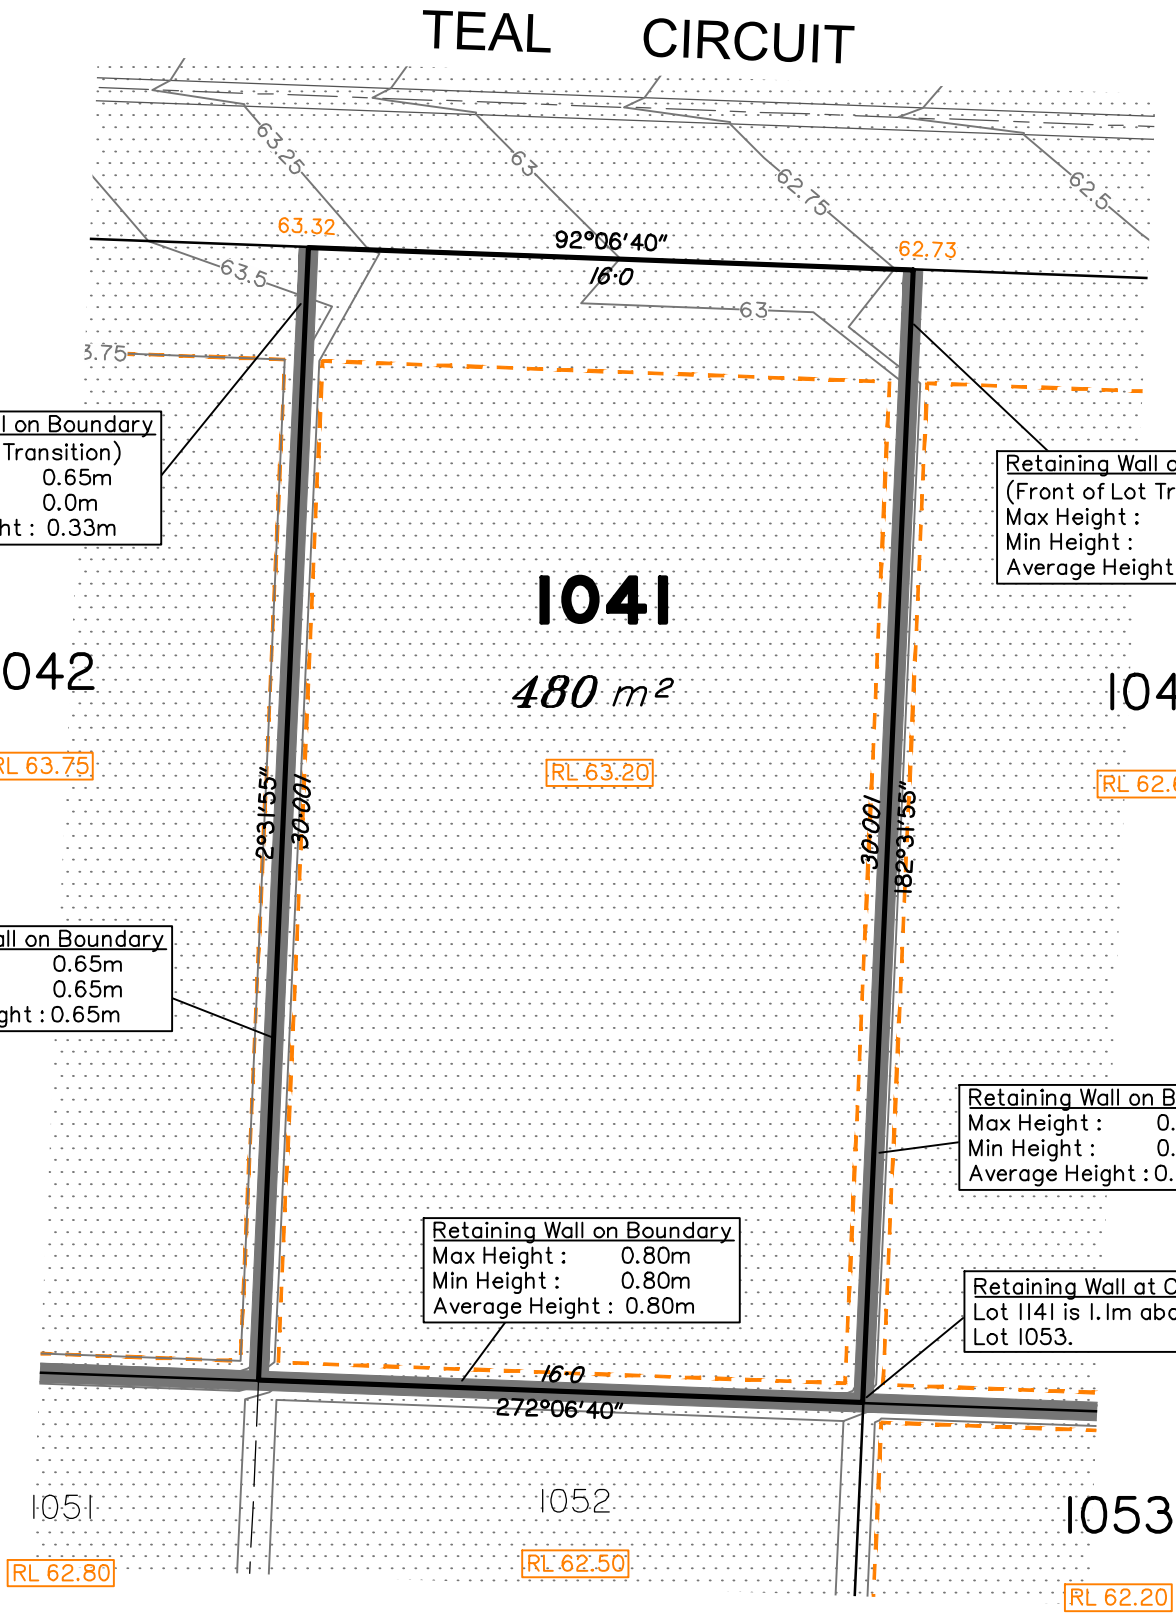 TEAL CIRCUIT
63.25
63
62.75
62.5
63.32
92°06'40"
62.73
63.5
16·0
63
3.75
l on Boundary
Transition)
0.65m
0.0m
ht : 0.33m
Retaining Wall o
(Front of Lot Tr
Max Height :
Min Height :
Average Height
1041
480 m²
042
104
RL 63.75
RL 63.20
RL 62.6
2°31'55"
30·001
30·001
182°31'55"
all on Boundary
0.65m
0.65m
ght : 0.65m
Retaining Wall on B
Max Height : 0.
Min Height : 0.
Average Height : 0.
Retaining Wall on Boundary
Max Height : 0.80m
Min Height : 0.80m
Average Height : 0.80m
Retaining Wall at C
Lot 1141 is 1.1m abo
Lot 1053.
16·0
272°06'40"
1051
1052
1053
RL 62.80
RL 62.50
RL 62.20